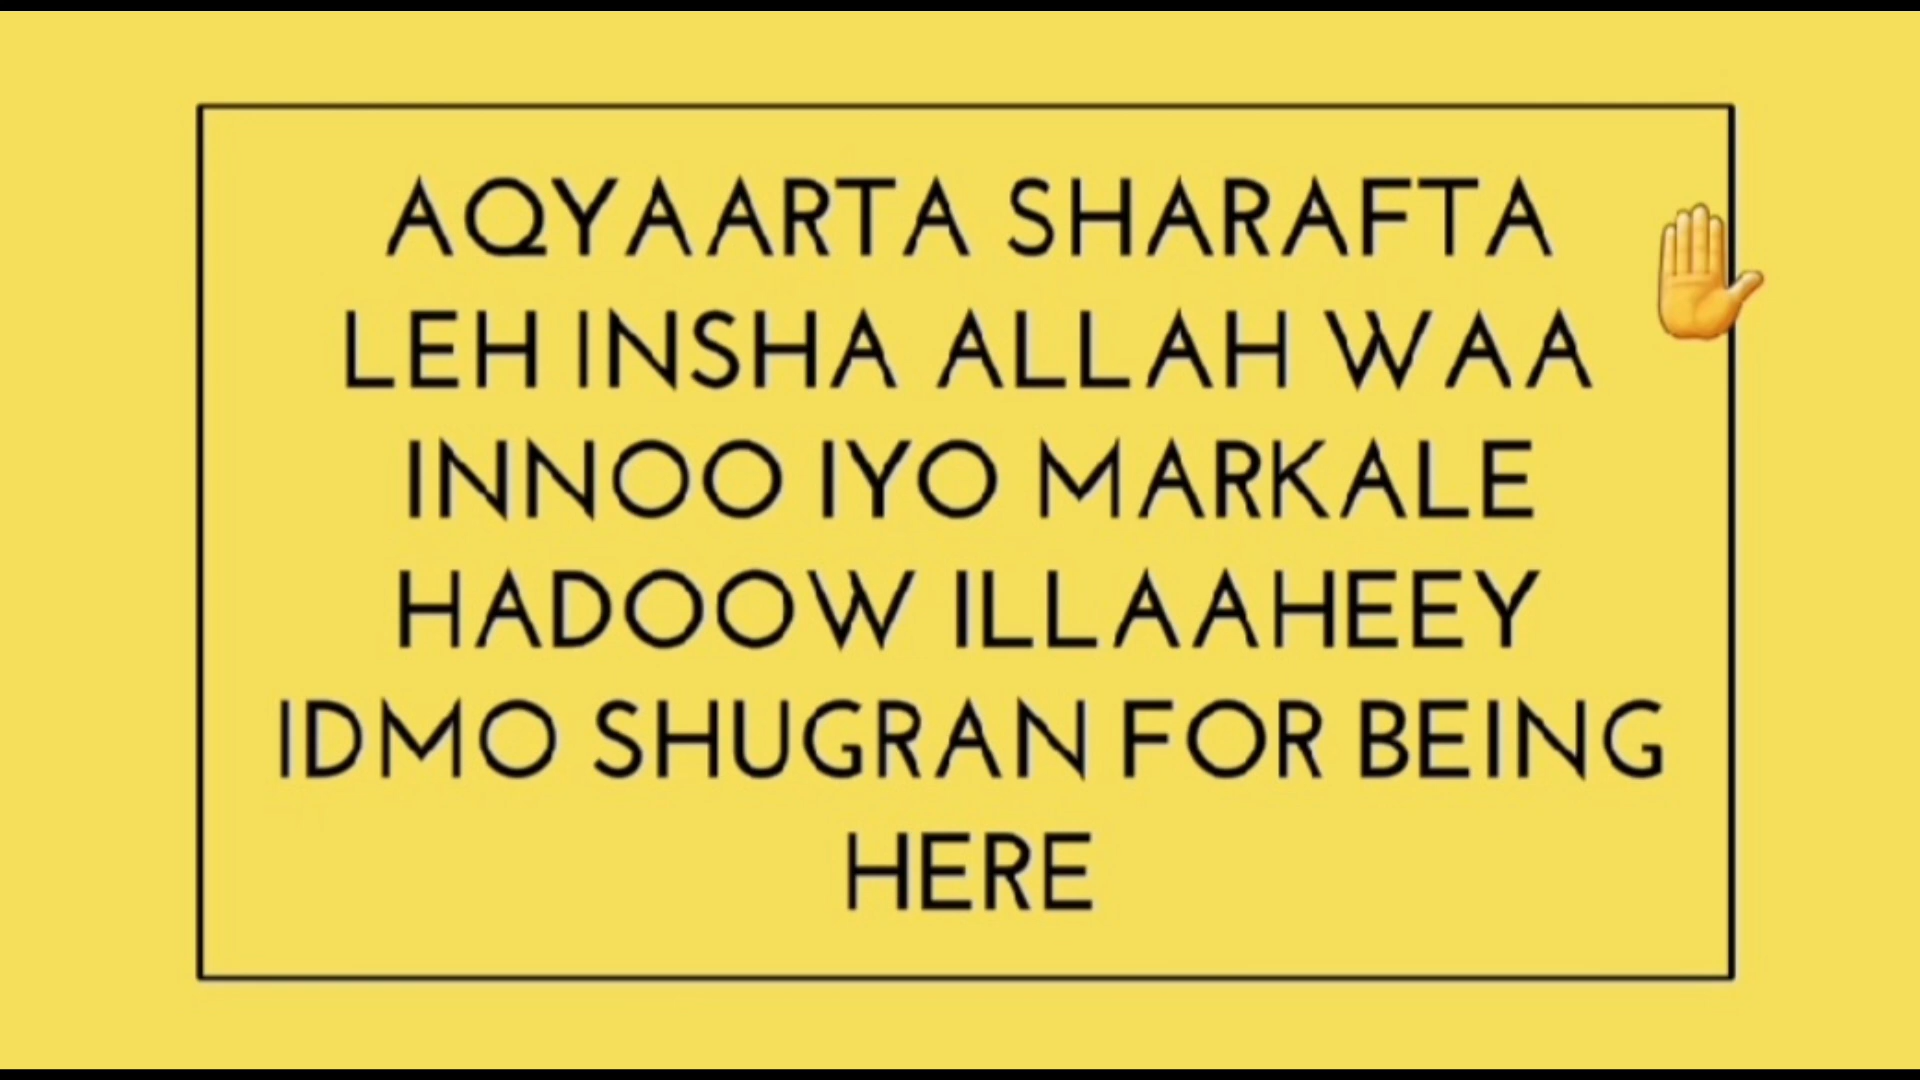 AQYAARTA SHARAFTA
LEH INSHA ALLAH WAA
INNOO IYO MARKALE
HADOOW ILLAAHEEY
IDMO SHUGRAN FOR BEING
HERE